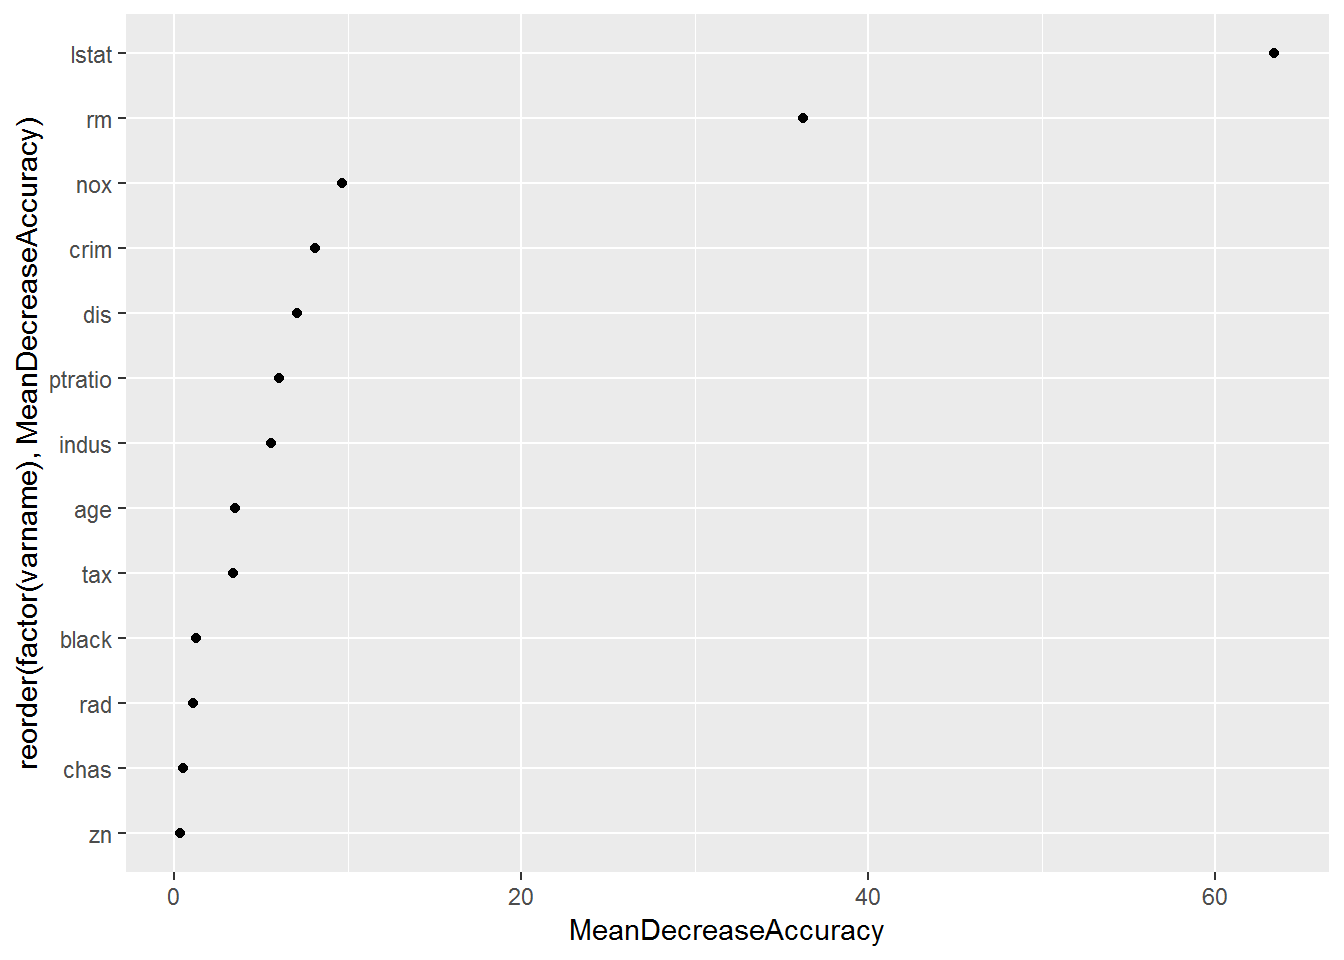 reorder(factor(varname), MeanDecreaseAccuracy)
lstat
rm
nox
crim
dis
ptratio
indus
age
tax
black
rad
chas
zn
0 20 40 60
MeanDecreaseAccuracy